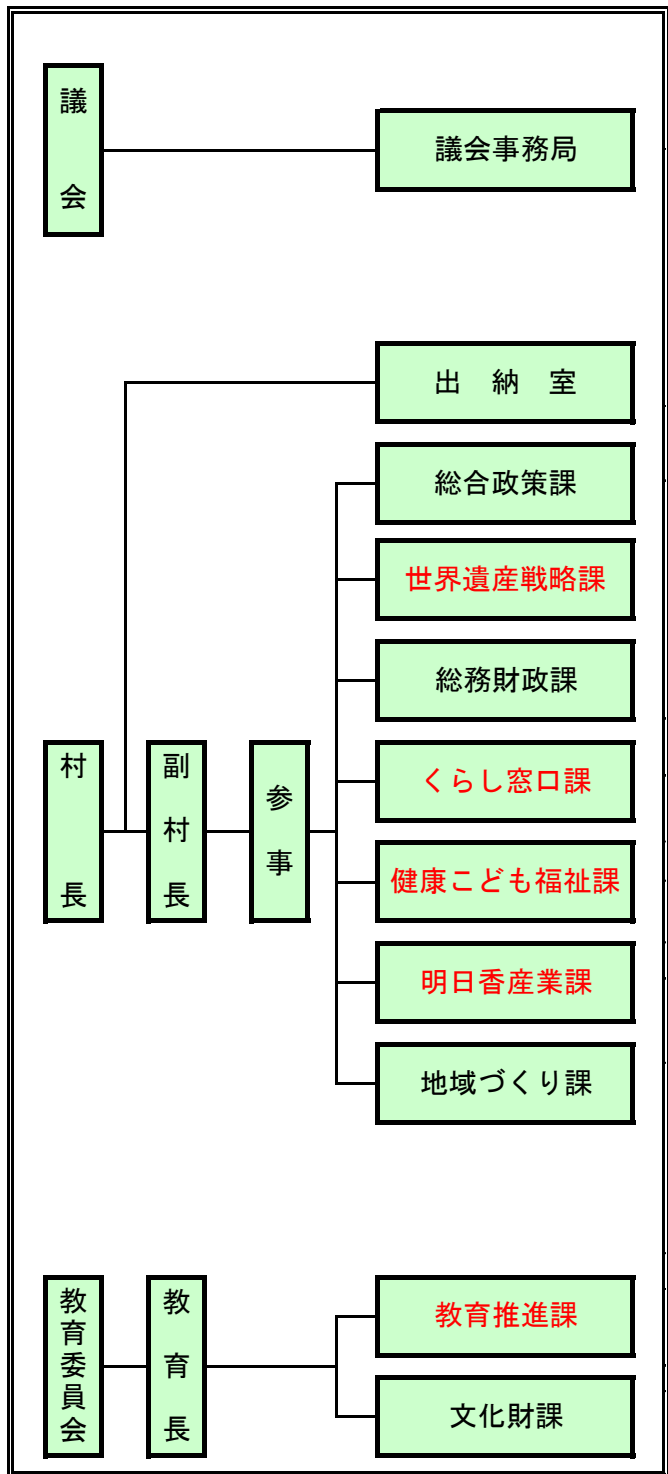 議会
議会事務局
出納室
総合政策課
世界遺産戦略課
総務財政課
村長
副村長
参事
くらし窓口課
健康こども福祉課
明日香産業課
地域づくり課
教育委員会
教育長
教育推進課
文化財課